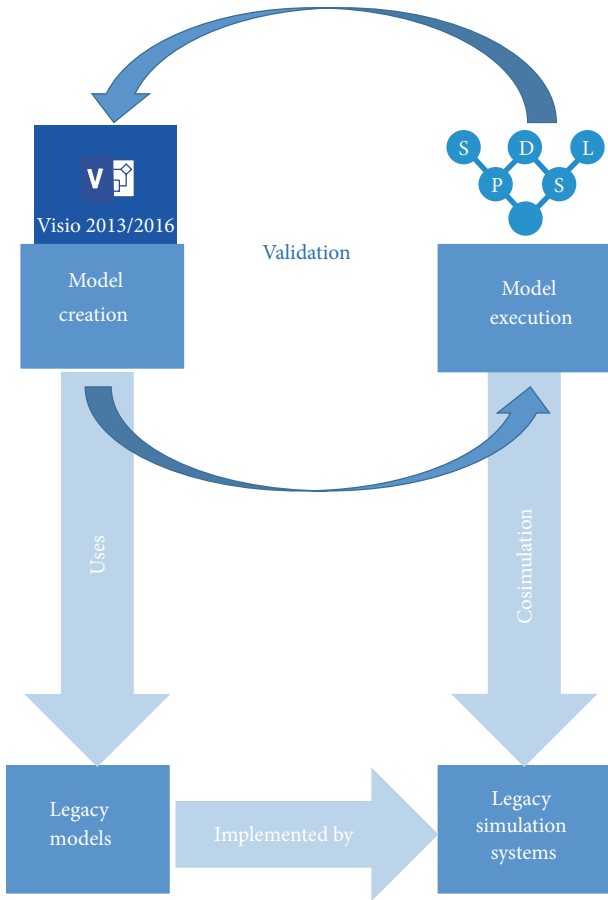 S D L
P S
V
Visio 2013/2016
Validation
Model
creation
Model
execution
Uses
Cosimulation
Legacy
models
Implemented by
Legacy
simulation
systems